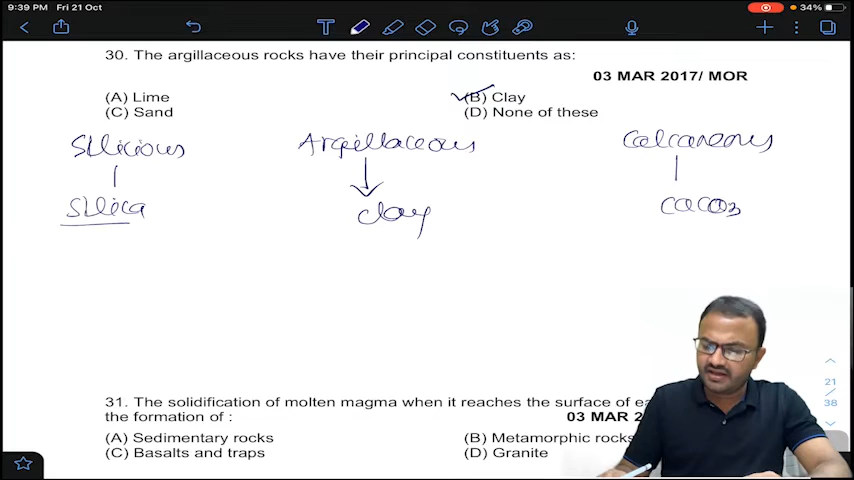 9:39 PM Fri 21 Oct
34%
30. The argillaceous rocks have their principal constituents as:
03 MAR 2017/ MOR
(A) Lime
(B) Clay
(C) Sand
(D) None of these
Silicious
Argillaceous
Calcareous
Silica
clay
CaCO3
21
38
31. The solidification of molten magma when it reaches the surface of
the formation of :
03 MAR
(A) Sedimentary rocks
(B) Metamorphic rocks
(C) Basalts and traps
(D) Granite